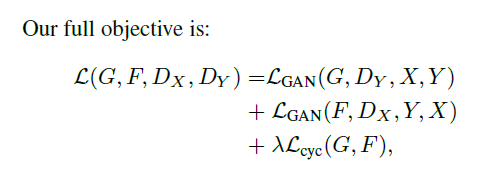 Our full objective is:
ℒ(G, F, D_X, D_Y) =ℒ_GAN(G, D_Y, X, Y)
+ ℒ_GAN(F, D_X, Y, X)
+ λℒ_cyc(G, F),